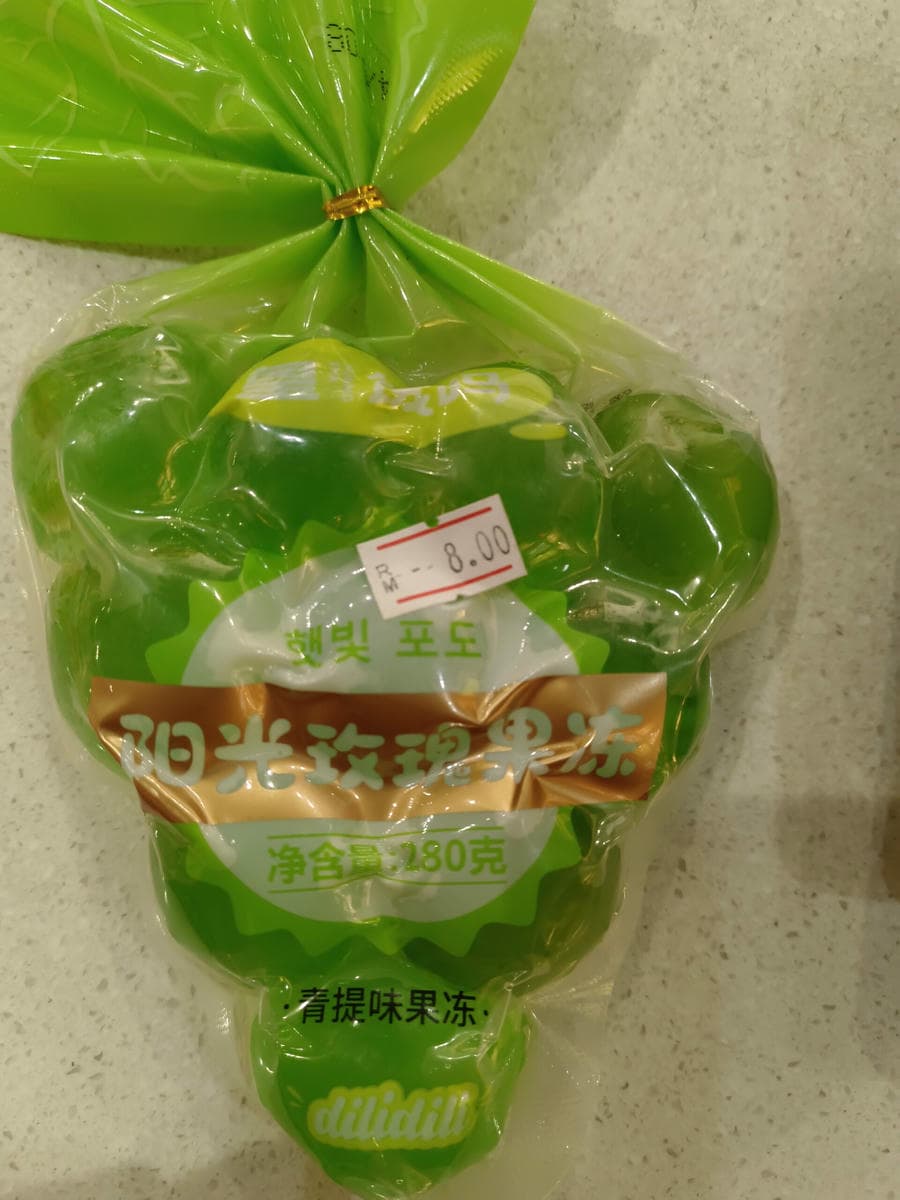 RM--- 8.00
햇빛 포도
阳光玫瑰果冻
净含量:280克
·青提味果冻·
dilidili